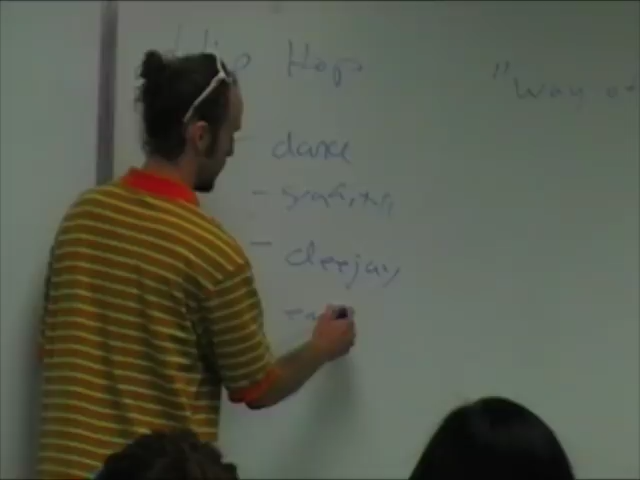 Hip Hop
"Way of
dance
- graffiti
- deejay